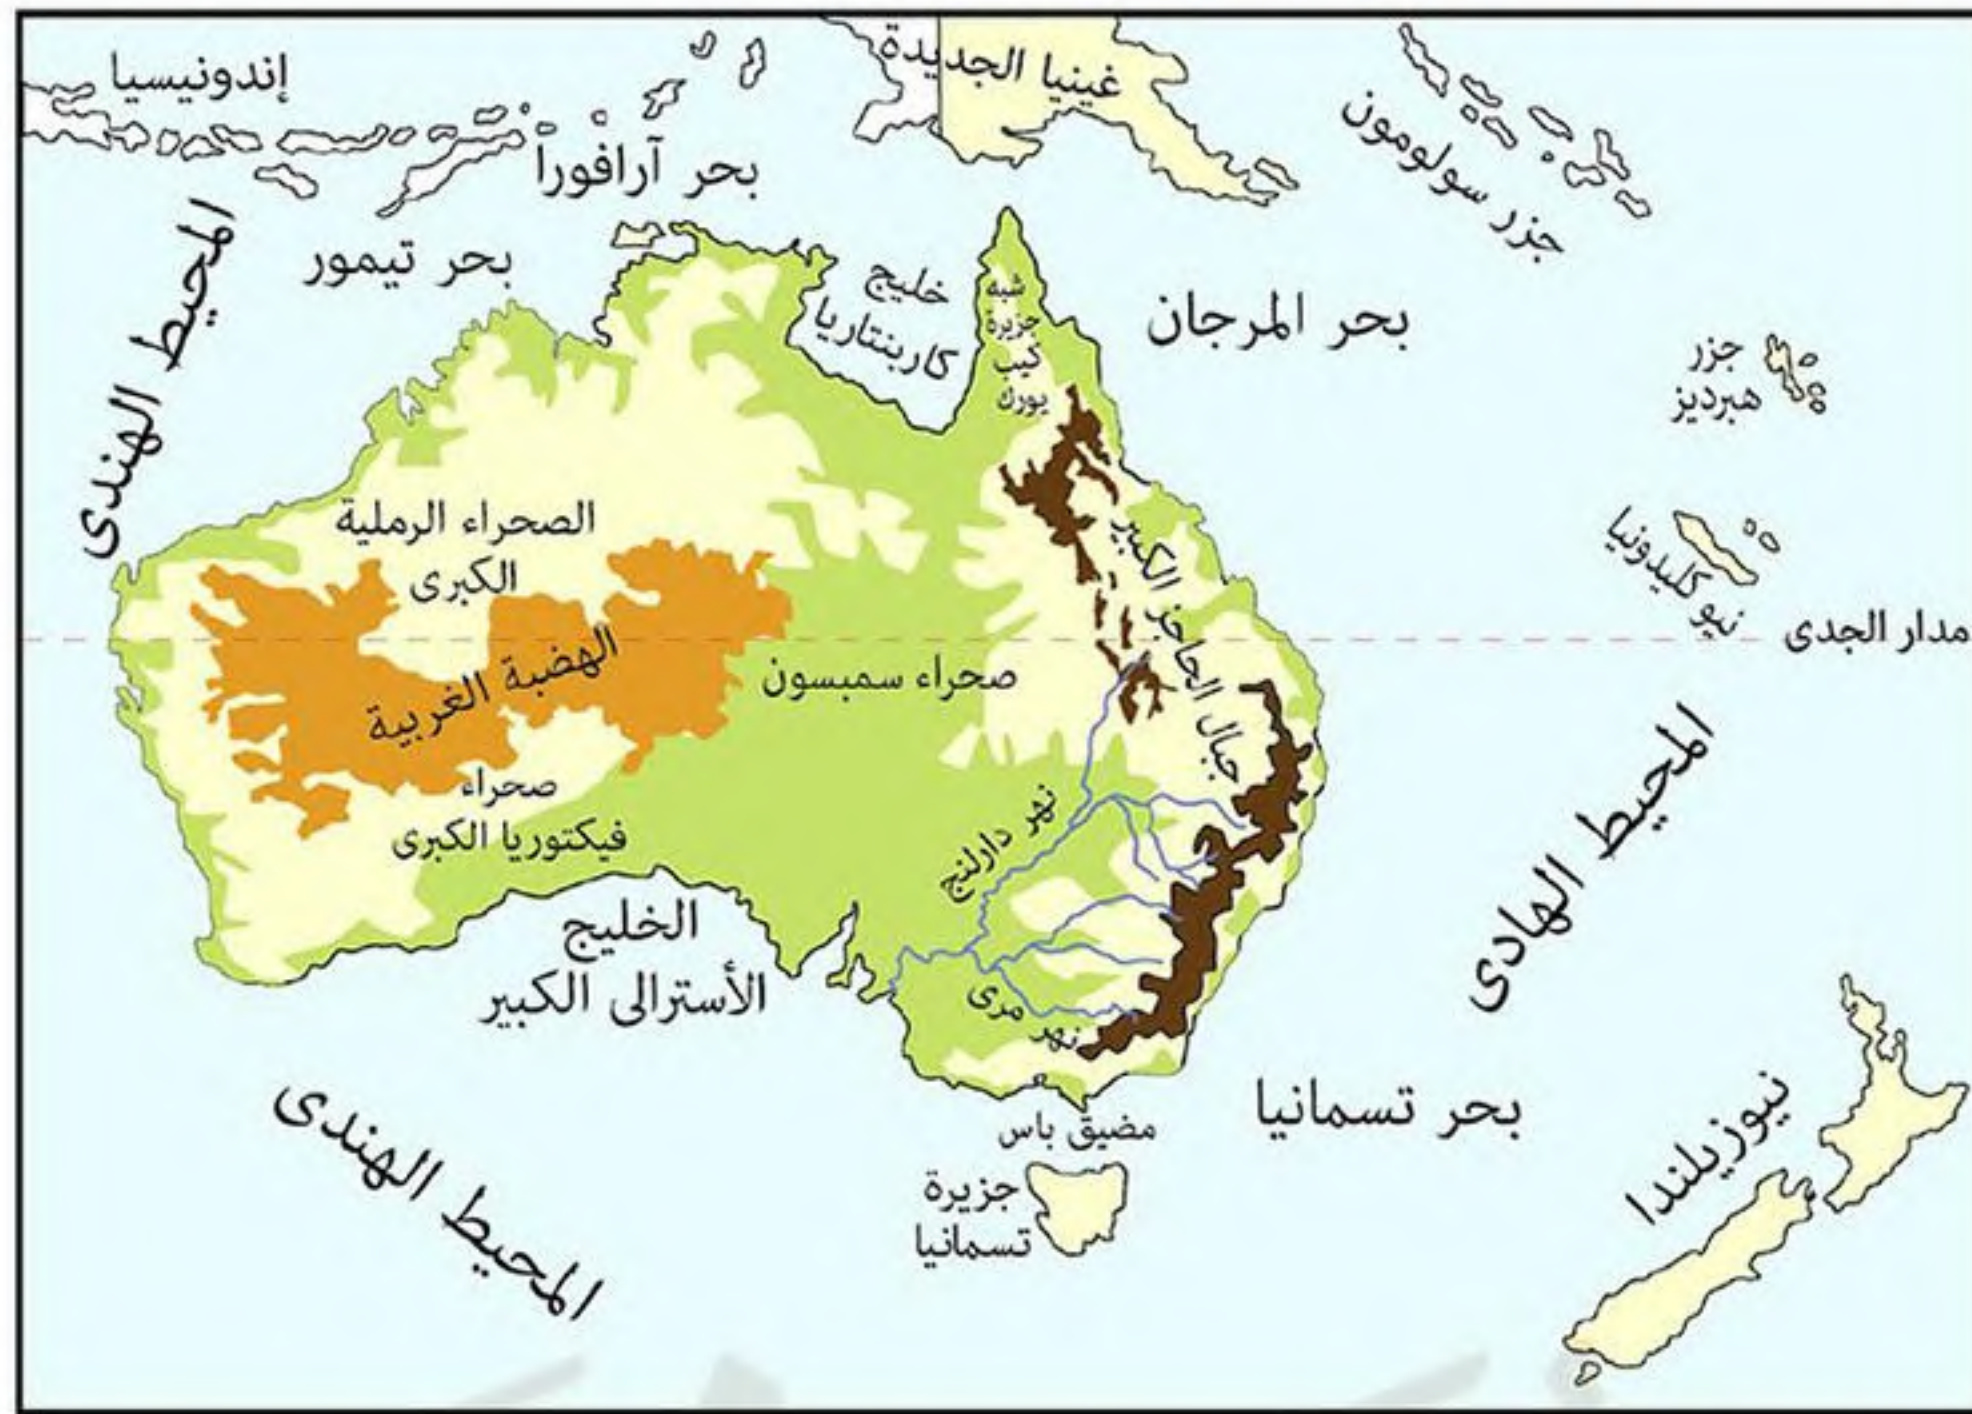 إندونيسيا
غينيا الجديدة
جزر سولومون
بحر آرافورا
بحر تيمور
المحيط الهندى
خليج
كاربنتاريا
شبه
جزيرة
كيب
يورك
بحر المرجان
جزر
هبرديز
نيو كليدونيا
مدار الجدى
الصحراء الرملية
الكبرى
الهضبة الغربية
صحراء سمبسون
جبال الحاجز الكبير
صحراء
فيكتوريا الكبرى
نهر دارلنج
نهر مرى
الخليج
الأسترالى الكبير
المحيط الهادى
المحيط الهندى
مضيق باس
بحر تسمانيا
جزيرة
تسمانيا
نيوزيلندا